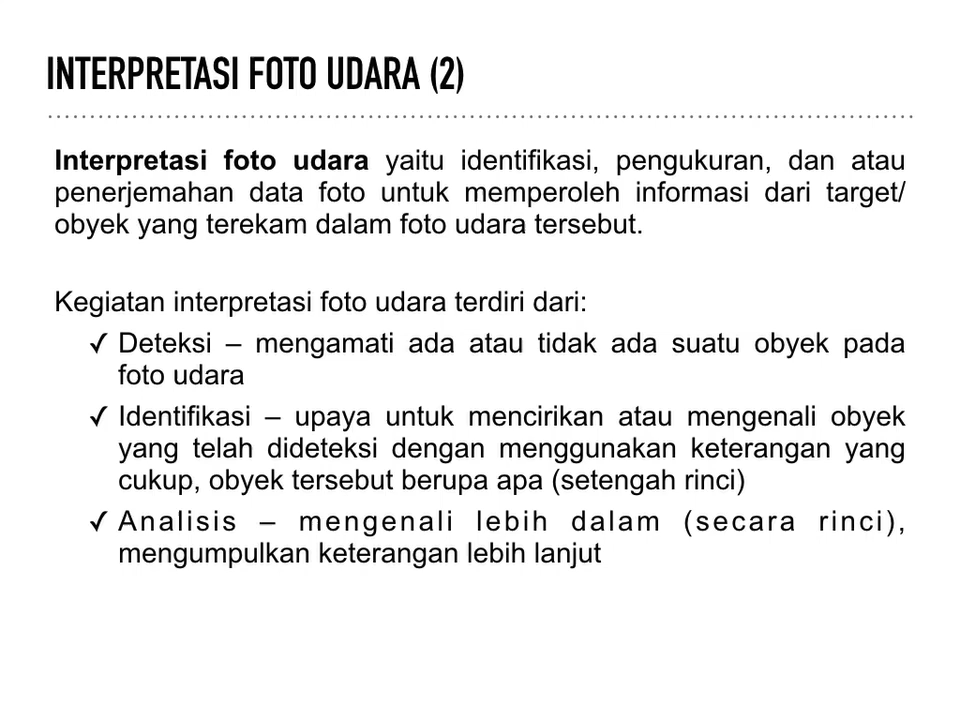 INTERPRETASI FOTO UDARA (2)
Interpretasi foto udara yaitu identifikasi, pengukuran, dan atau
penerjemahan data foto untuk memperoleh informasi dari target/
obyek yang terekam dalam foto udara tersebut.
Kegiatan interpretasi foto udara terdiri dari:
✓ Deteksi – mengamati ada atau tidak ada suatu obyek pada
foto udara
✓ Identifikasi – upaya untuk mencirikan atau mengenali obyek
yang telah dideteksi dengan menggunakan keterangan yang
cukup, obyek tersebut berupa apa (setengah rinci)
✓ Analisis – mengenali lebih dalam (secara rinci),
mengumpulkan keterangan lebih lanjut